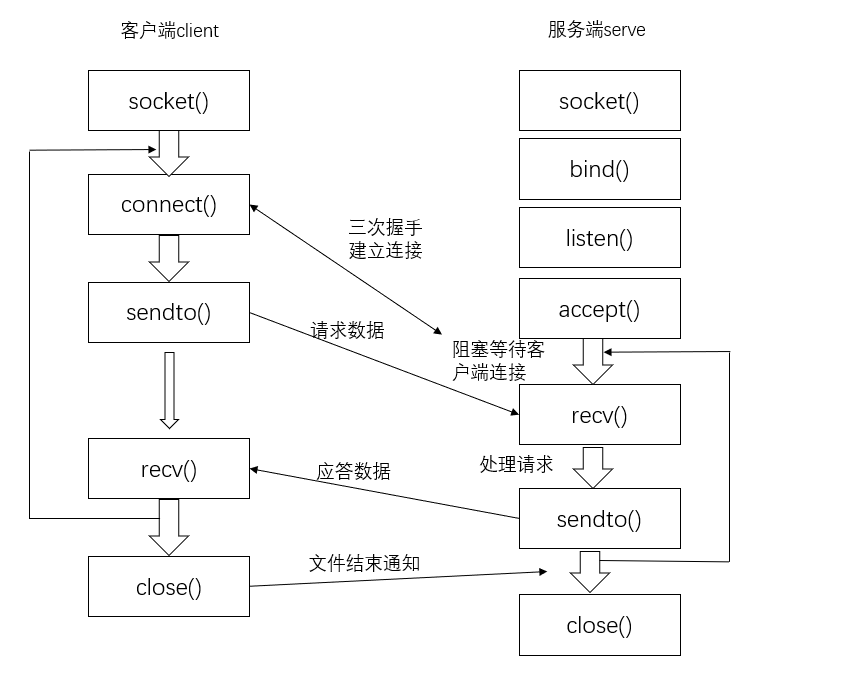 客户端client
服务端serve
socket()
socket()
bind()
connect()
三次握手
建立连接
listen()
sendto()
请求数据
accept()
阻塞等待客
户端连接
recv()
recv()
应答数据
处理请求
sendto()
close()
文件结束通知
close()